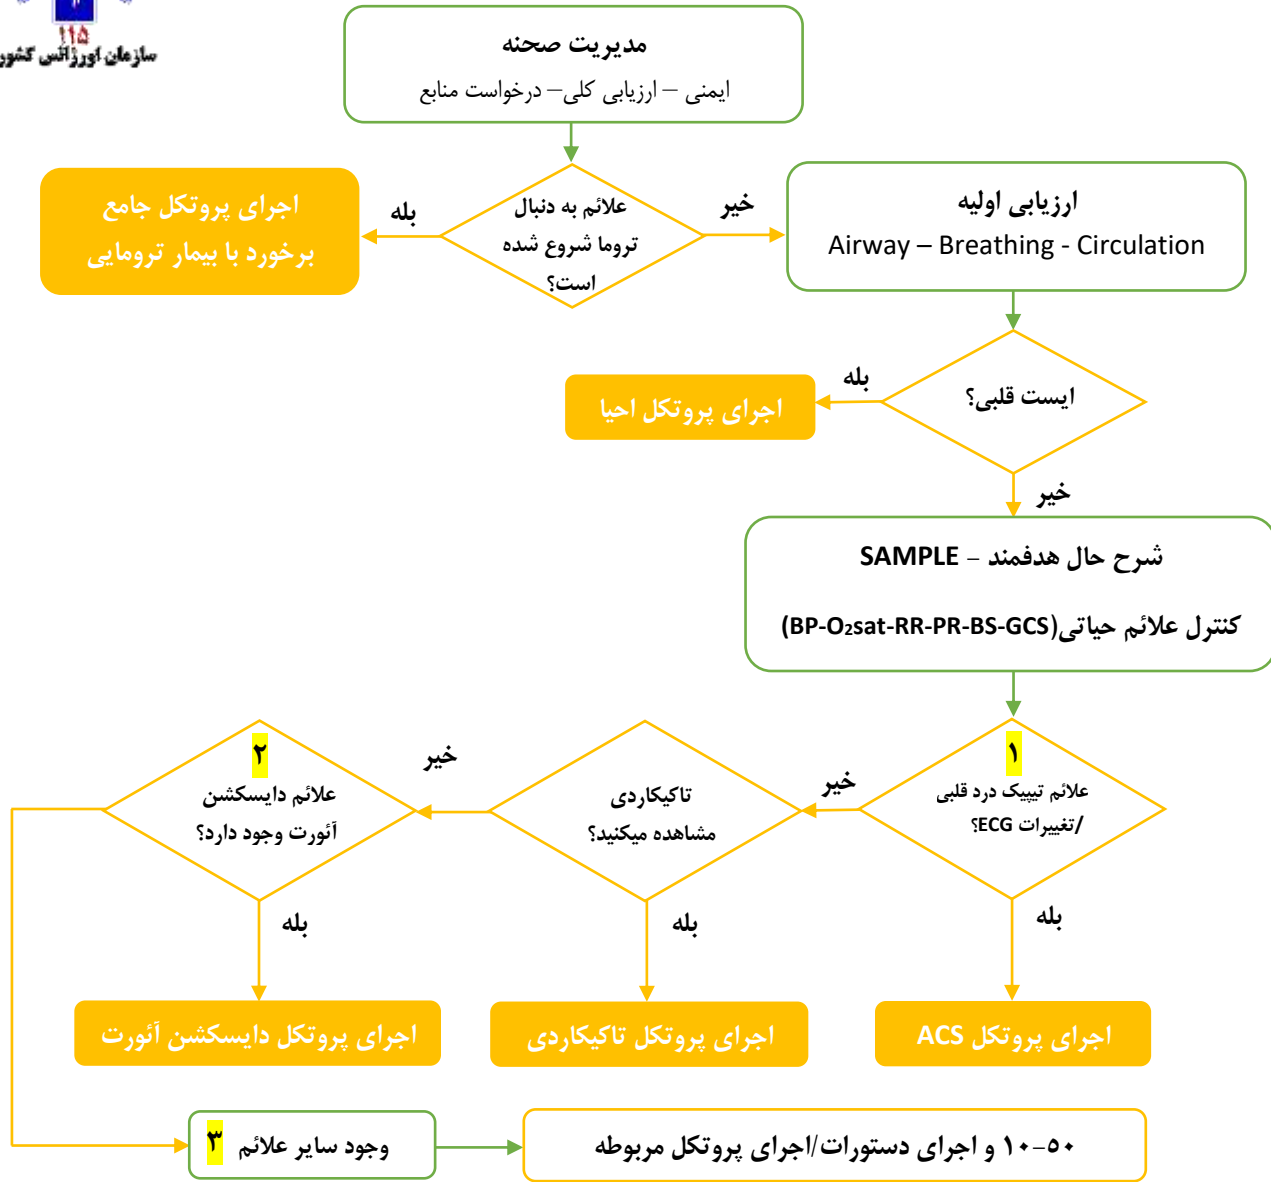 ۱۱۵
سازمان اورژانس کشور
مدیریت صحنه
ایمنی – ارزیابی کلی– درخواست منابع
علائم به دنبال
تروما شروع شده
است؟
بله
خیر
اجرای پروتکل جامع
برخورد با بیمار ترومایی
ارزیابی اولیه
Airway – Breathing - Circulation
ایست قلبی؟
بله
اجرای پروتکل احیا
خیر
شرح حال هدفمند – SAMPLE
کنترل علائم حیاتی(BP-O₂sat-RR-PR-BS-GCS)
۱
علائم تیپیک درد قلبی
/تغییرات ECG؟
خیر
بله
تاکیکاردی
مشاهده میکنید؟
خیر
بله
۲
علائم دایسکشن
آئورت وجود دارد؟
بله
اجرای پروتکل ACS
اجرای پروتکل تاکیکاردی
اجرای پروتکل دایسکشن آئورت
وجود سایر علائم ۳
۱۰-۵۰ و اجرای دستورات/اجرای پروتکل مربوطه